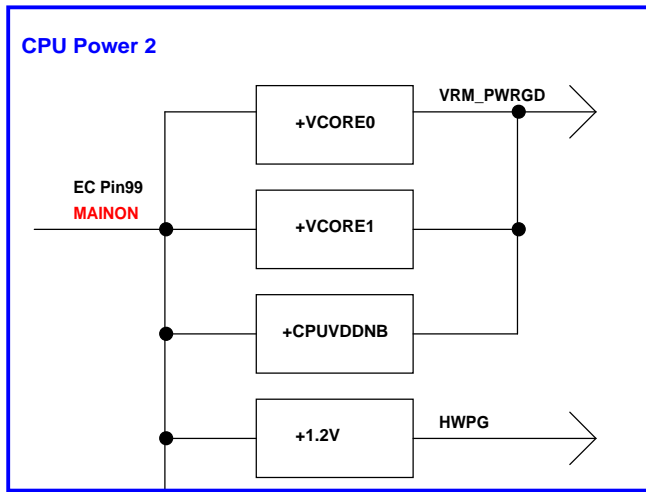 CPU Power 2
+VCORE0
VRM_PWRGD
EC Pin99
MAINON
+VCORE1
+CPUVDDNB
+1.2V
HWPG